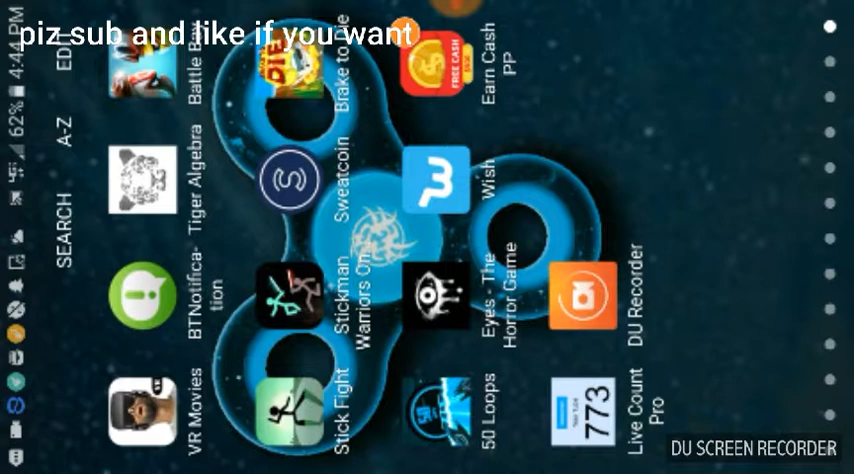 piz sub and like if you want
62% 4:44 PM
SEARCH A-Z EDIT
VR Movies
BTNotifica-
tion
Tiger Algebra
Battle Bay
Stick Fight
Stickman
Warriors On
Sweatcoin
DIE
Brake to Die
50 Loops
Eyes - The
Horror Game
Wish
FREE CASH
Earn Cash
PP
773
Live Count
Pro
DU Recorder
DU SCREEN RECORDER